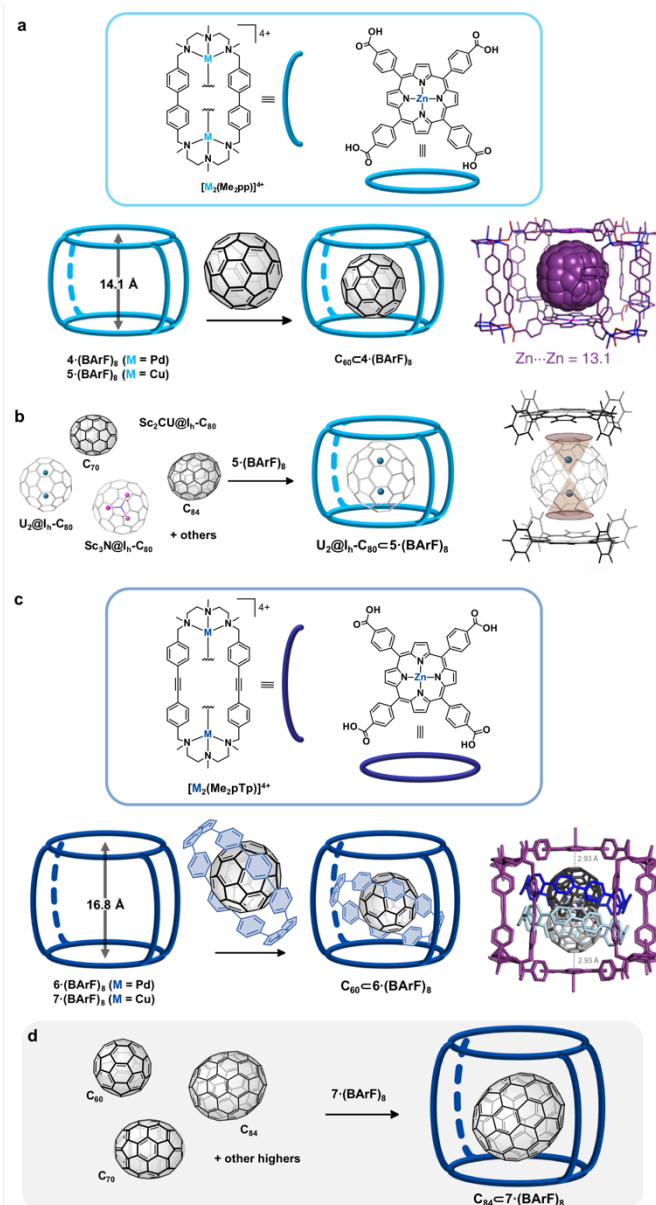 a
4+
M
N
N
N
M
N
N
N
≡
[M₂(Me₂pp)]⁴⁺
HO
O
O
OH
N
N Zn N
N
O
HO
O
OH
≡
14.1 Å
4·(BArF)₈ (M = Pd)
5·(BArF)₈ (M = Cu)
C₆₀⊂4·(BArF)₈
Zn···Zn = 13.1
b
Sc₂CU@Iₕ-C₈₀
C₇₀
5·(BArF)₈
U₂@Iₕ-C₈₀
Sc₃N@Iₕ-C₈₀
C₈₄
+ others
U₂@Iₕ-C₈₀⊂5·(BArF)₈
c
4+
N
N M N
≡
N M N
N
[M₂(Me₂pTp)]⁴⁺
HO
O
O
OH
N
N Zn N
N
O
HO
O
OH
≡
16.8 Å
6·(BArF)₈ (M = Pd)
7·(BArF)₈ (M = Cu)
C₆₀⊂6·(BArF)₈
2.93 Å
2.93 Å
d
C₆₀
C₈₄
C₇₀
+ other highers
7·(BArF)₈
C₈₄⊂7·(BArF)₈